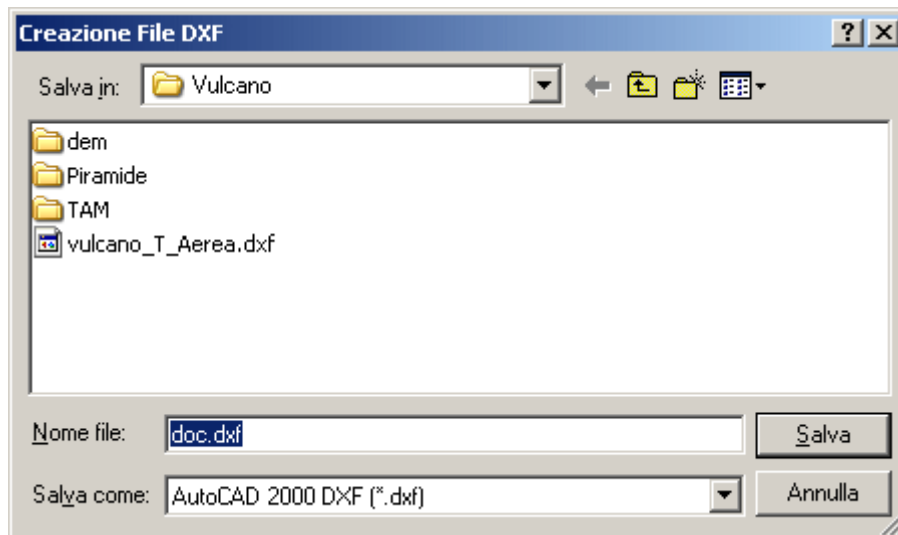 Creazione File DXF
Salva in: Vulcano
dem
Piramide
TAM
vulcano_T_Aerea.dxf
Nome file: doc.dxf Salva
Salva come: AutoCAD 2000 DXF (*.dxf) Annulla